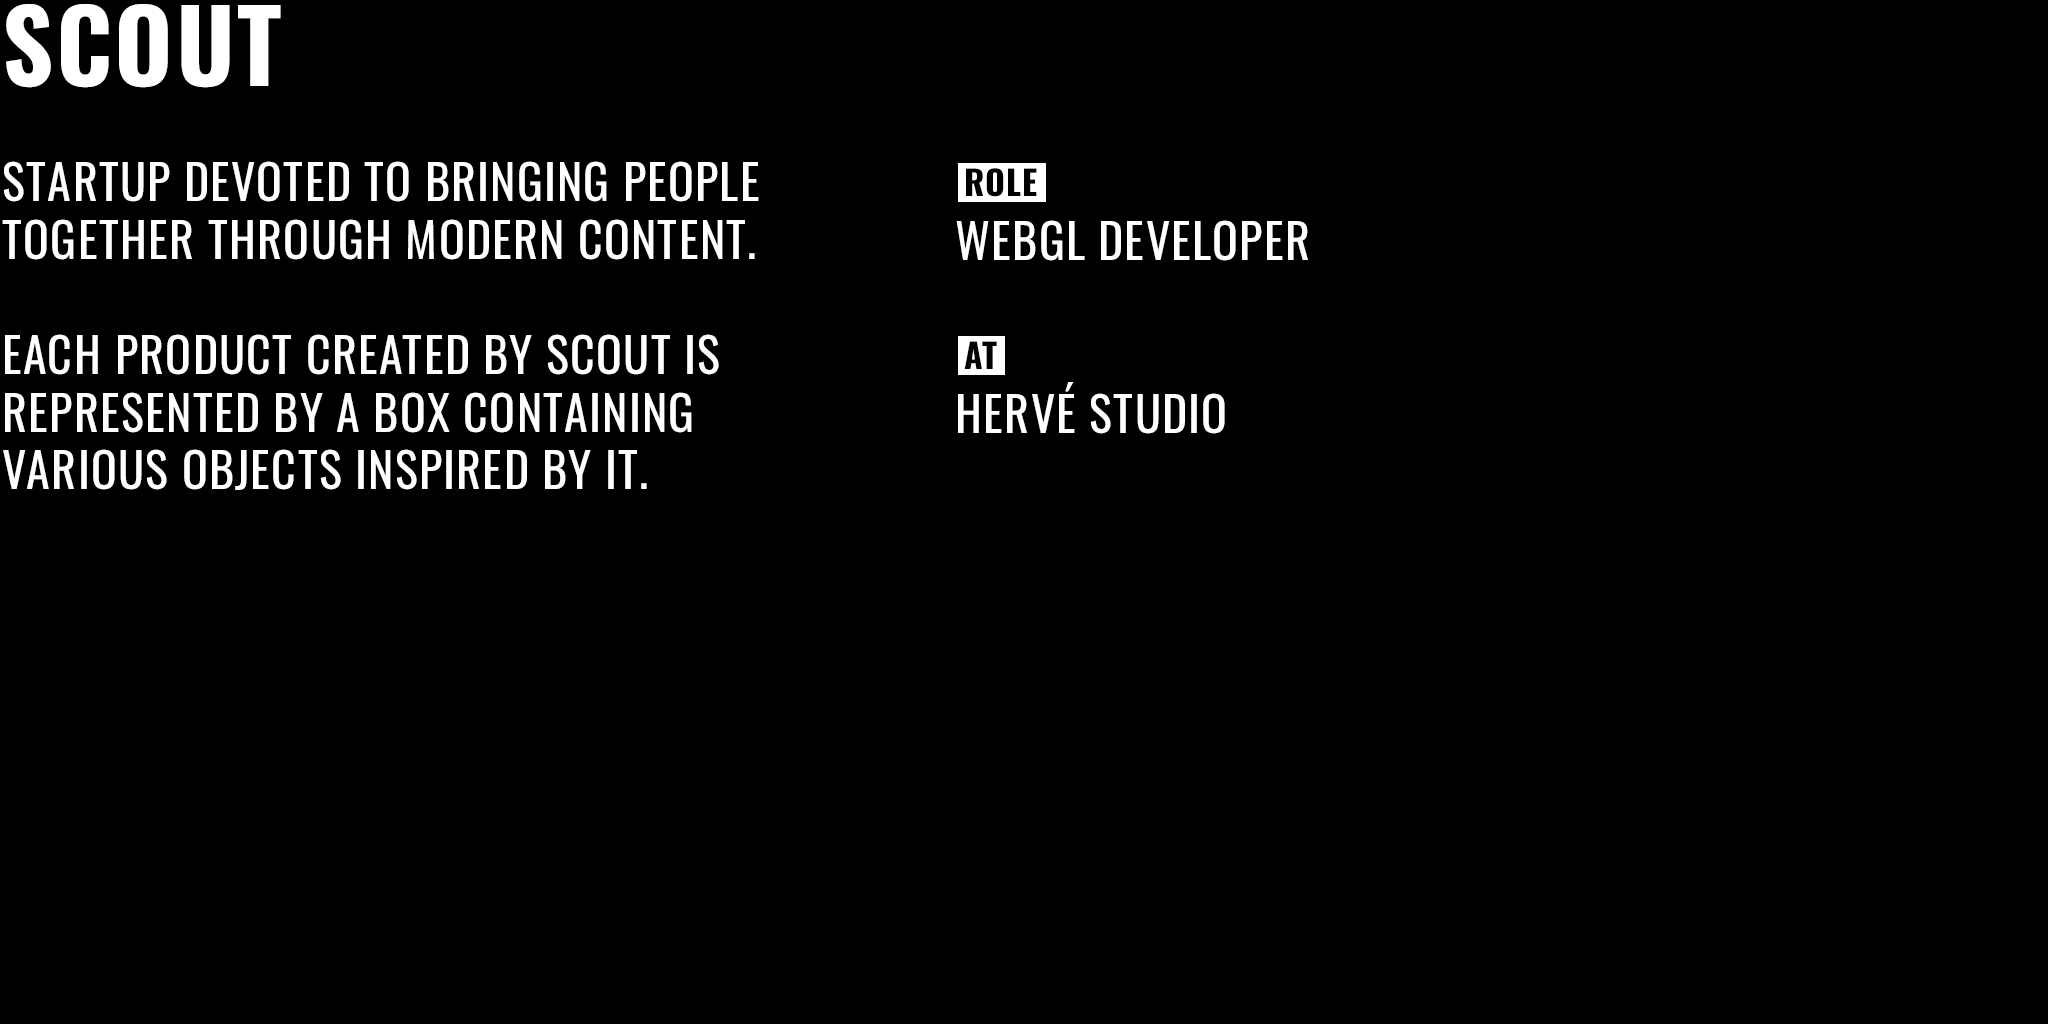 SCOUT
STARTUP DEVOTED TO BRINGING PEOPLE
TOGETHER THROUGH MODERN CONTENT.
EACH PRODUCT CREATED BY SCOUT IS
REPRESENTED BY A BOX CONTAINING
VARIOUS OBJECTS INSPIRED BY IT.
ROLE
WEBGL DEVELOPER
AT
HERVÉ STUDIO